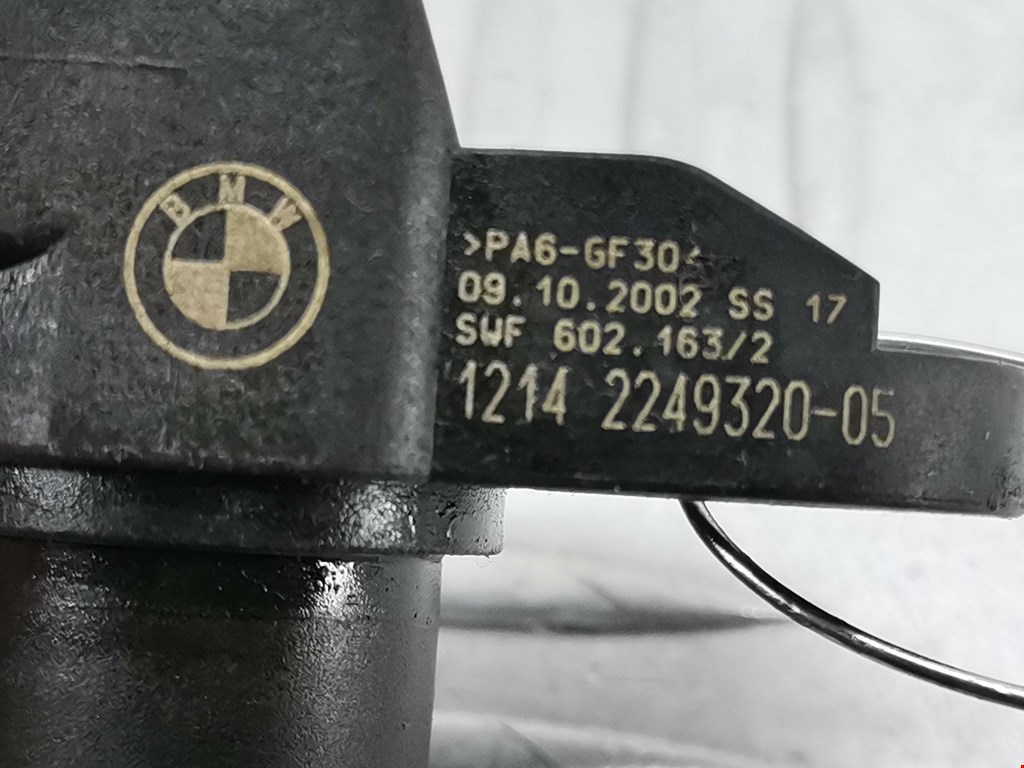 BMW
>PA6-GF30<
09.10.2002 SS 17
SWF 602.163/2
1214 2249320-05